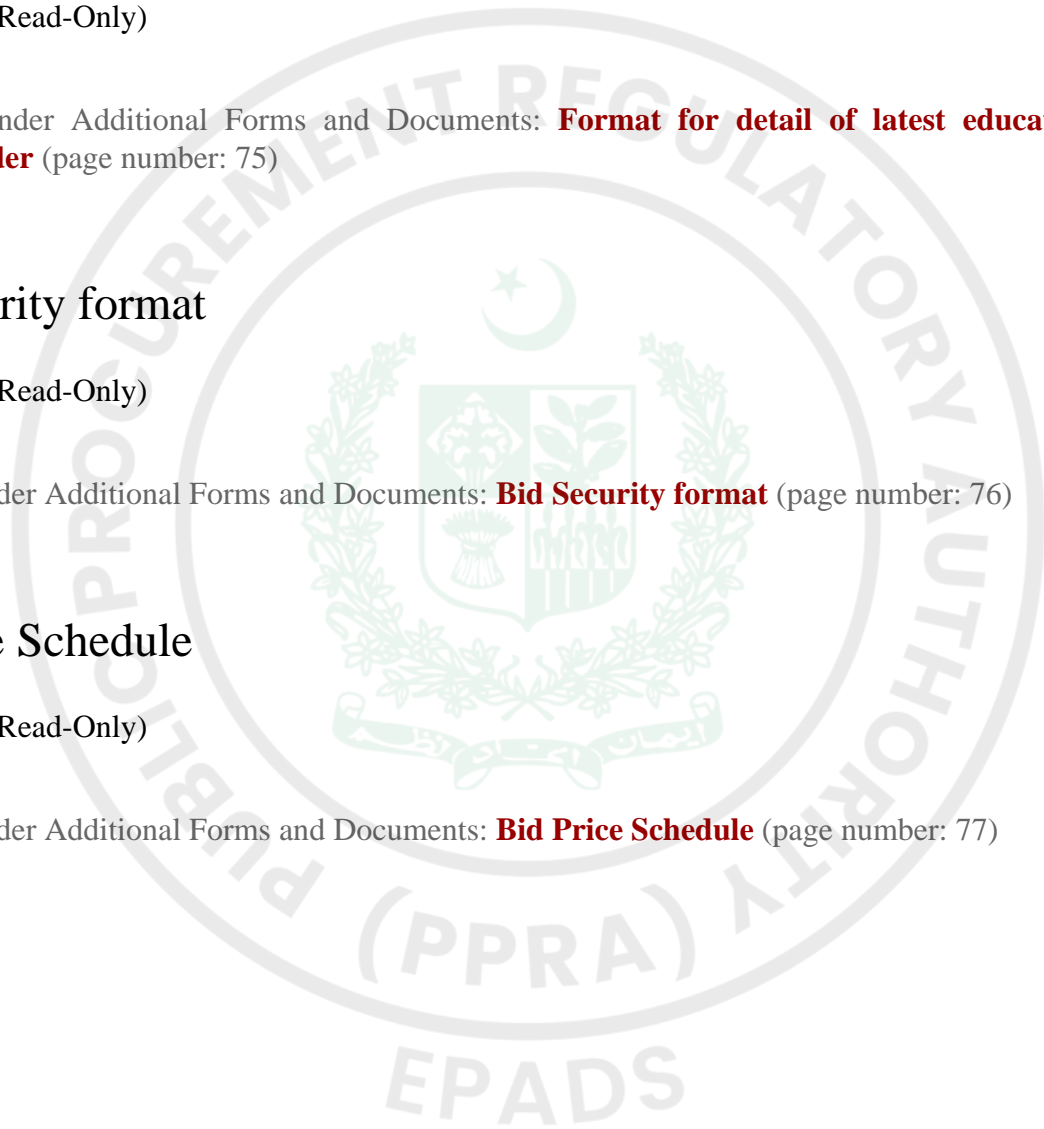 Read-Only)
nder Additional Forms and Documents: Format for detail of latest educa
der (page number: 75)
rity format
Read-Only)
der Additional Forms and Documents: Bid Security format (page number: 76)
e Schedule
Read-Only)
der Additional Forms and Documents: Bid Price Schedule (page number: 77)
PUBLIC PROCUREMENT REGULATORY AUTHORITY
(PPRA)
EPADS